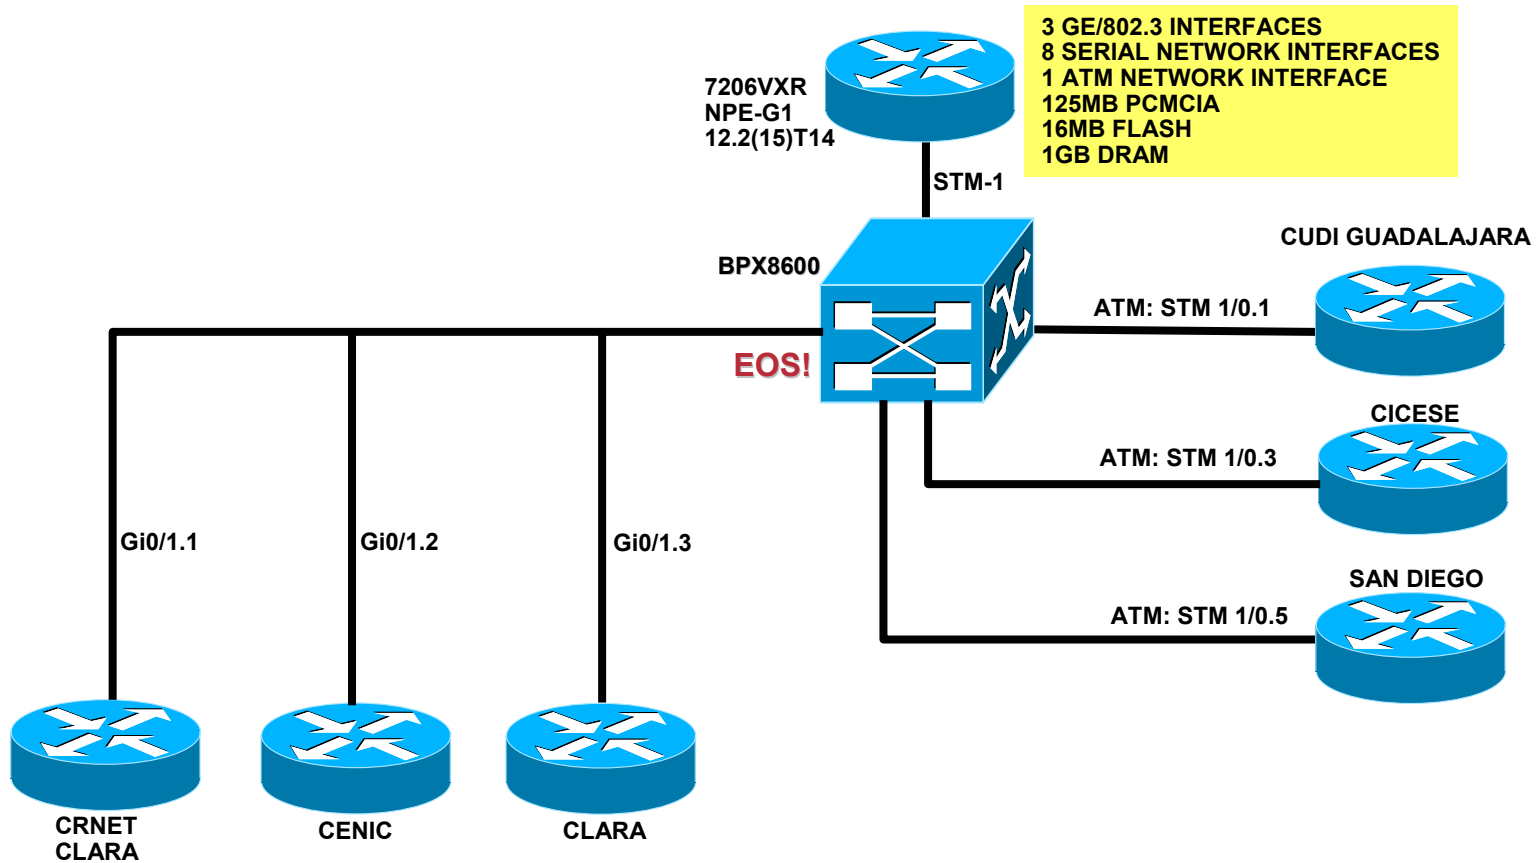 3 GE/802.3 INTERFACES
8 SERIAL NETWORK INTERFACES
1 ATM NETWORK INTERFACE
125MB PCMCIA
16MB FLASH
1GB DRAM
7206VXR
NPE-G1
12.2(15)T14
STM-1
CUDI GUADALAJARA
BPX8600
ATM: STM 1/0.1
EOS!
CICESE
ATM: STM 1/0.3
Gi0/1.1
Gi0/1.2
Gi0/1.3
SAN DIEGO
ATM: STM 1/0.5
CRNET
CLARA
CENIC
CLARA